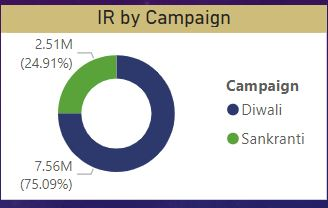 IR by Campaign
2.51M
(24.91%)
Campaign
Diwali
Sankranti
7.56M
(75.09%)